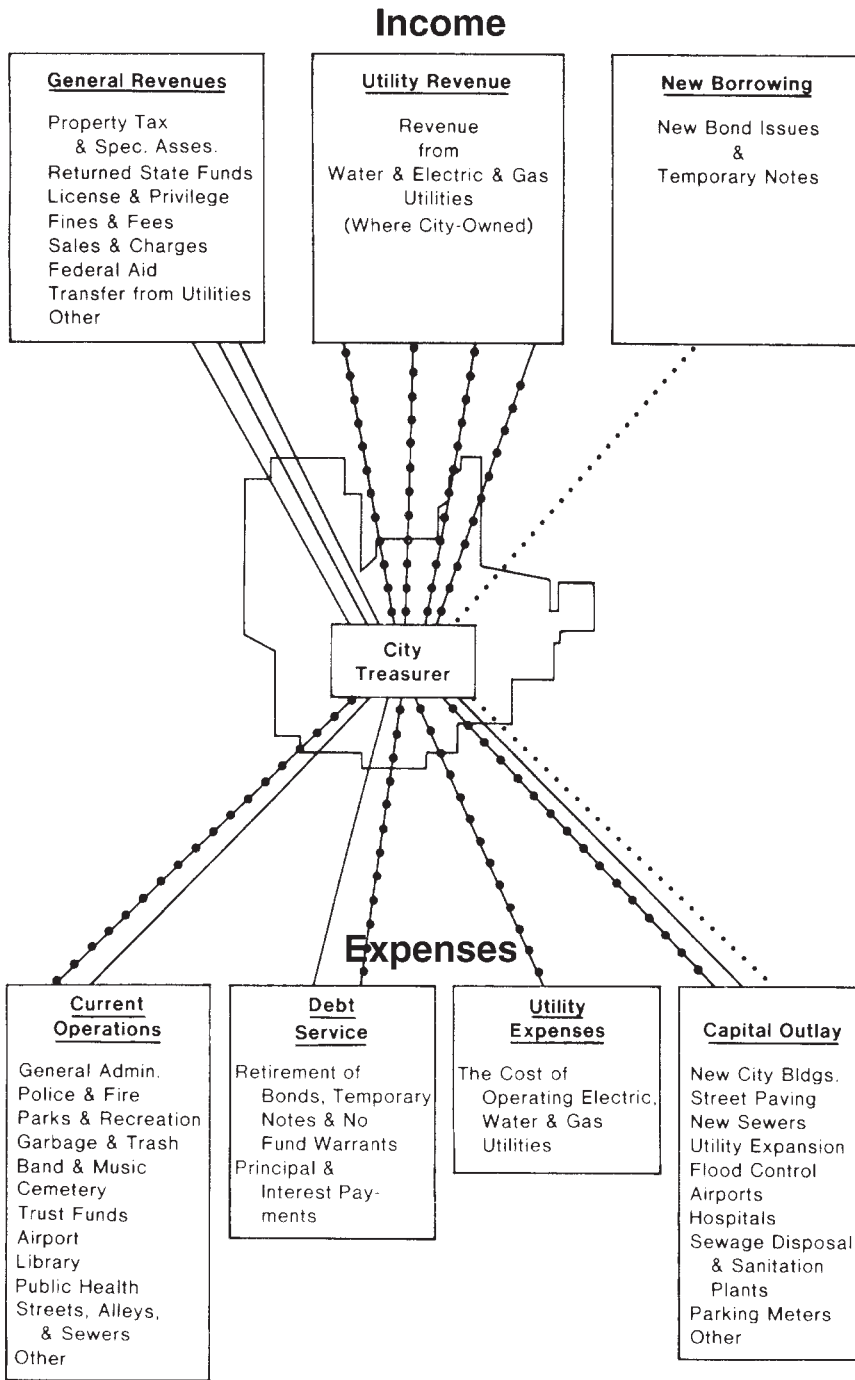 Income
General Revenues
Property Tax
& Spec. Asses.
Returned State Funds
License & Privilege
Fines & Fees
Sales & Charges
Federal Aid
Transfer from Utilities
Other
Utility Revenue
Revenue
from
Water & Electric & Gas
Utilities
(Where City-Owned)
New Borrowing
New Bond Issues
&
Temporary Notes
City
Treasurer
Expenses
Current
Operations
General Admin.
Police & Fire
Parks & Recreation
Garbage & Trash
Band & Music
Cemetery
Trust Funds
Airport
Library
Public Health
Streets, Alleys,
& Sewers
Other
Debt
Service
Retirement of
Bonds, Temporary
Notes & No
Fund Warrants
Principal &
Interest Pay-
ments
Utility
Expenses
The Cost of
Operating Electric,
Water & Gas
Utilities
Capital Outlay
New City Bldgs.
Street Paving
New Sewers
Utility Expansion
Flood Control
Airports
Hospitals
Sewage Disposal
& Sanitation
Plants
Parking Meters
Other